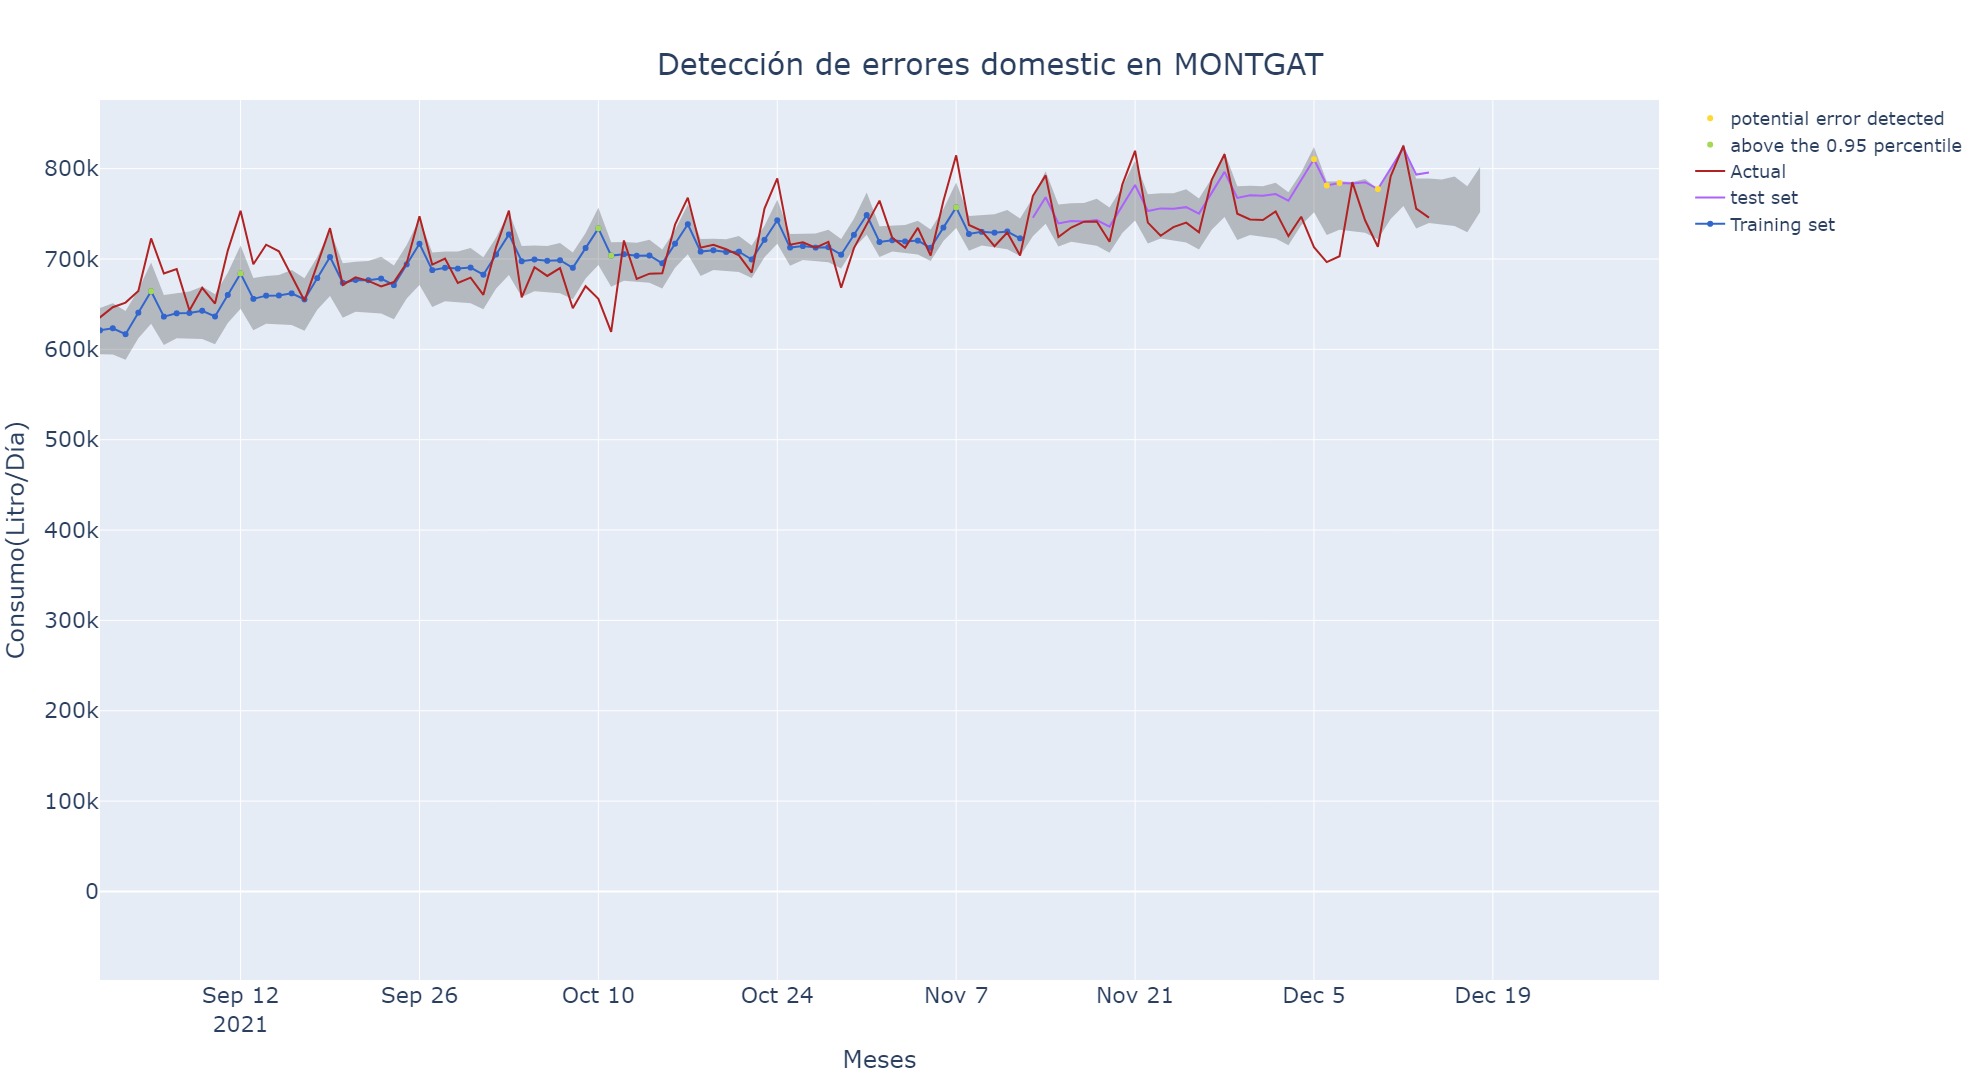 Detección de errores domestic en MONTGAT
potential error detected
above the 0.95 percentile
Actual
test set
Training set
Consumo(Litro/Día)
800k
700k
600k
500k
400k
300k
200k
100k
0
Sep 12
2021
Sep 26
Oct 10
Oct 24
Nov 7
Nov 21
Dec 5
Dec 19
Meses